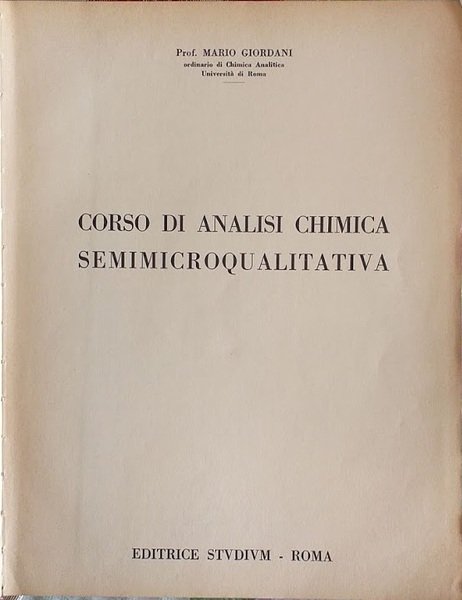 Prof. MARIO GIORDANI
ordinario di Chimica Analitica
Università di Roma
CORSO DI ANALISI CHIMICA
SEMIMICROQUALITATIVA
EDITRICE STVDIVM - ROMA